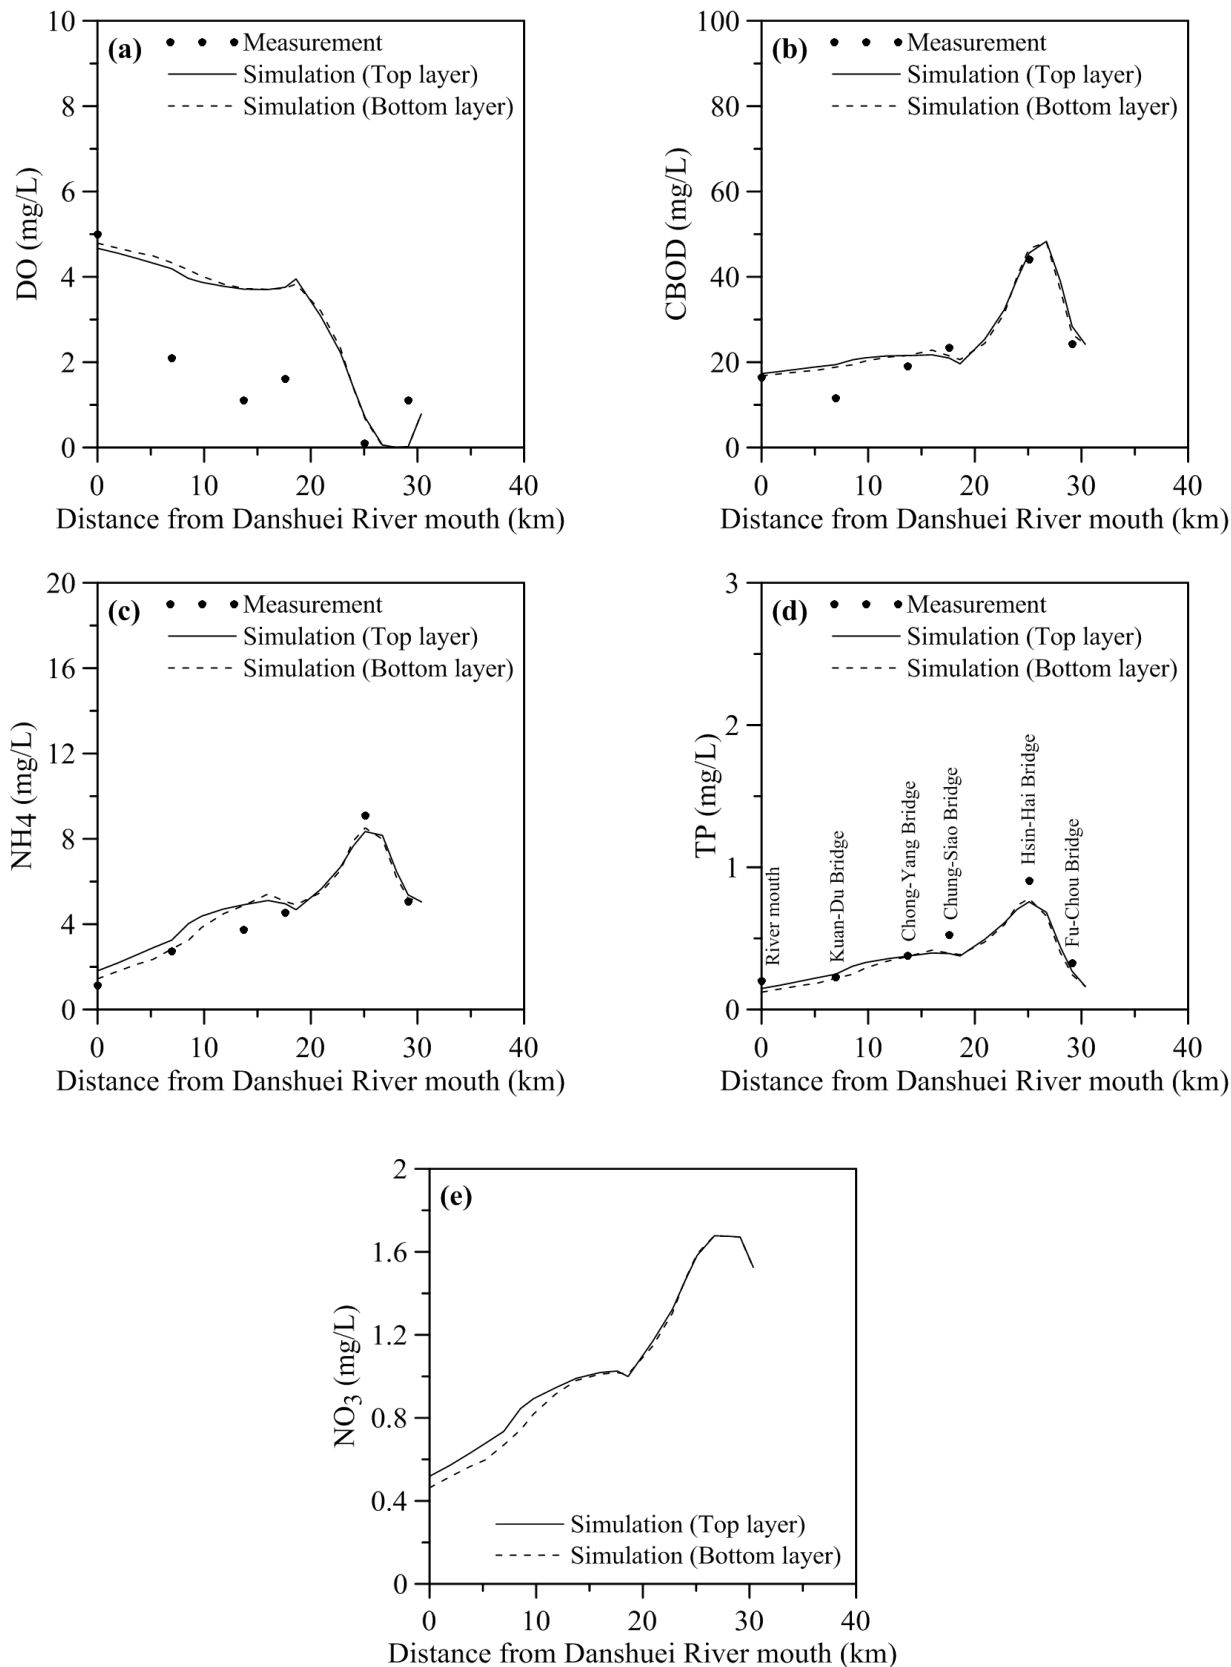 10
8
6
4
2
0
DO (mg/L)
(a)
Measurement
Simulation (Top layer)
Simulation (Bottom layer)
0 10 20 30 40
Distance from Danshuei River mouth (km)
100
80
60
40
20
0
CBOD (mg/L)
(b)
Measurement
Simulation (Top layer)
Simulation (Bottom layer)
0 10 20 30 40
Distance from Danshuei River mouth (km)
20
16
12
8
4
0
NH4 (mg/L)
(c)
Measurement
Simulation (Top layer)
Simulation (Bottom layer)
0 10 20 30 40
Distance from Danshuei River mouth (km)
3
2
1
0
TP (mg/L)
(d)
Measurement
Simulation (Top layer)
Simulation (Bottom layer)
River mouth
Kuan-Du Bridge
Chong-Yang Bridge
Chung-Siao Bridge
Hsin-Hai Bridge
Fu-Chou Bridge
0 10 20 30 40
Distance from Danshuei River mouth (km)
2
1.6
1.2
0.8
0.4
0
NO3 (mg/L)
(e)
Simulation (Top layer)
Simulation (Bottom layer)
0 10 20 30 40
Distance from Danshuei River mouth (km)